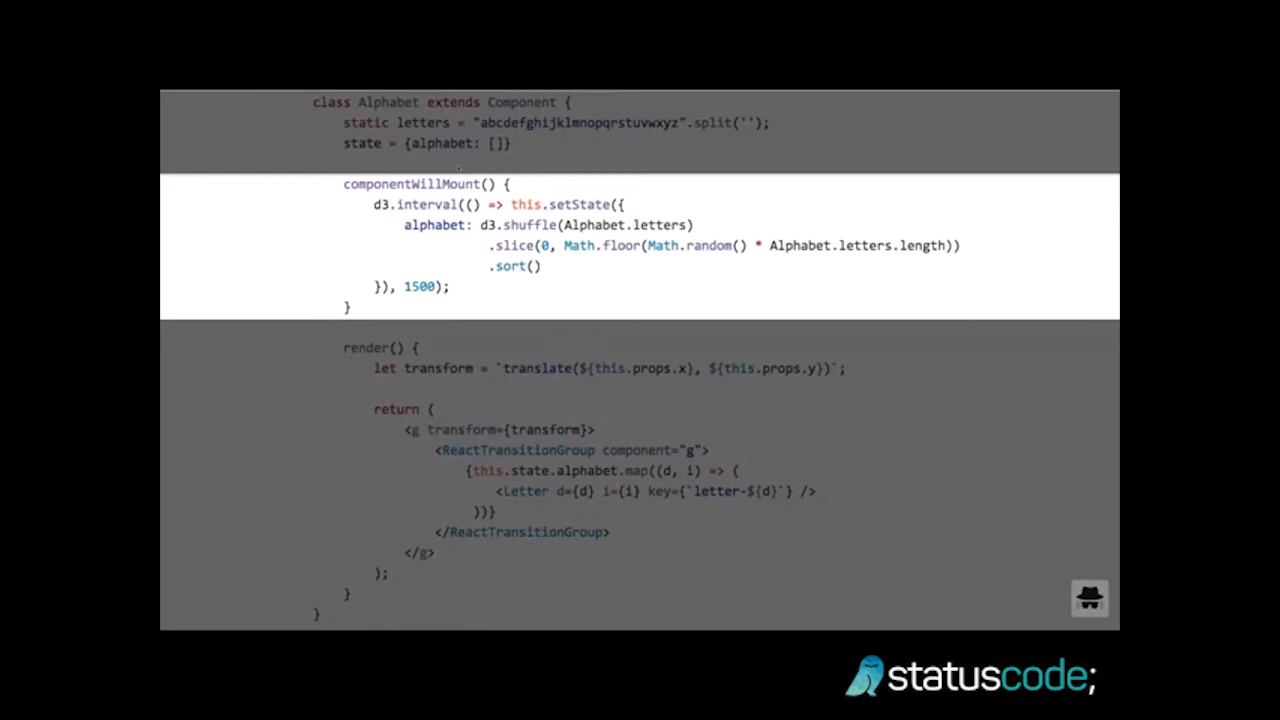 class Alphabet extends Component {
static letters = "abcdefghijklmnopqrstuvwxyz".split('');
state = {alphabet: []}
componentWillMount() {
d3.interval(() => this.setState({
alphabet: d3.shuffle(Alphabet.letters)
.slice(0, Math.floor(Math.random() * Alphabet.letters.length))
.sort()
}), 1500);
}
render() {
let transform = `translate(${this.props.x}, ${this.props.y})`;
return (
<g transform={transform}>
<ReactTransitionGroup component="g">
{this.state.alphabet.map((d, i) => (
<Letter d={d} i={i} key={`letter-${d}`} />
))}
</ReactTransitionGroup>
</g>
);
}
}
statuscode;